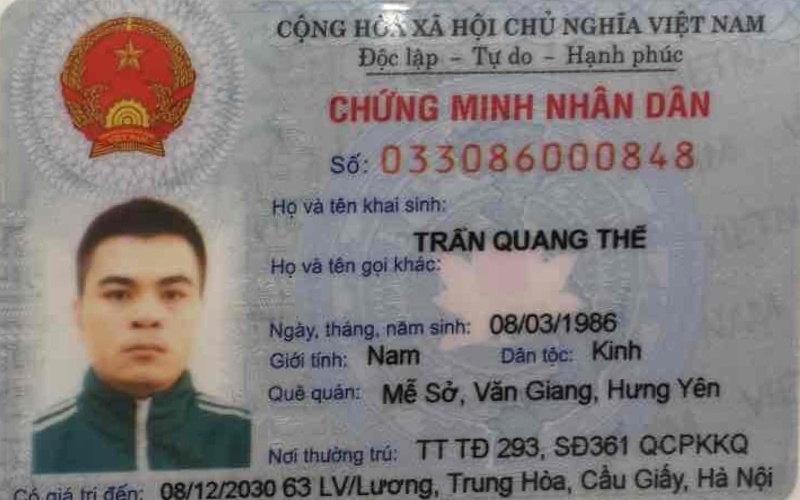 CỘNG HÒA XÃ HỘI CHỦ NGHĨA VIỆT NAM
Độc lập – Tự do – Hạnh phúc
CHỨNG MINH NHÂN DÂN
Số: 033086000848
Họ và tên khai sinh:
TRẤN QUANG THẾ
Họ và tên gọi khác:
Ngày, tháng, năm sinh: 08/03/1986
Giới tính: Nam Dân tộc: Kinh
Quê quán: Mễ Sở, Văn Giang, Hưng Yên
Nơi thường trú: TT TĐ 293, SĐ361 QCPKKQ
Có giá trị đến: 08/12/2030 63 LV/Lương, Trung Hòa, Cầu Giấy, Hà Nội